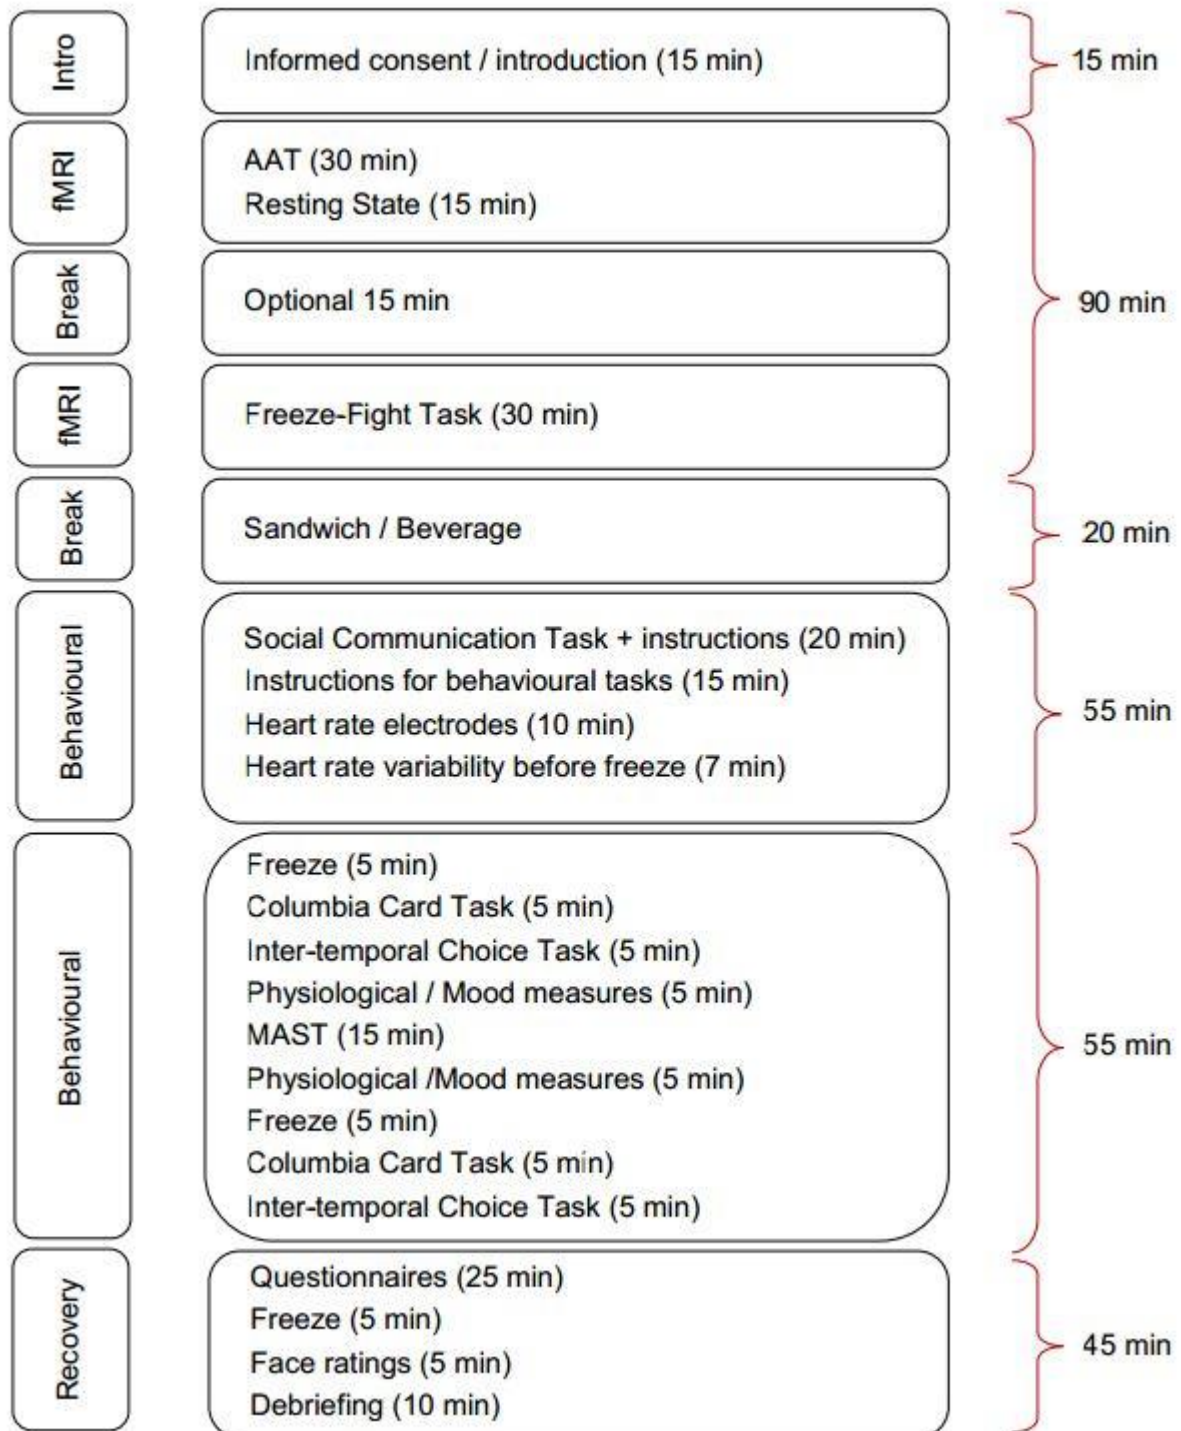 Intro
Informed consent / introduction (15 min)
15 min
fMRI
AAT (30 min)
Resting State (15 min)
Break
Optional 15 min
90 min
fMRI
Freeze-Fight Task (30 min)
Break
Sandwich / Beverage
20 min
Behavioural
Social Communication Task + instructions (20 min)
Instructions for behavioural tasks (15 min)
Heart rate electrodes (10 min)
Heart rate variability before freeze (7 min)
55 min
Behavioural
Freeze (5 min)
Columbia Card Task (5 min)
Inter-temporal Choice Task (5 min)
Physiological / Mood measures (5 min)
MAST (15 min)
Physiological /Mood measures (5 min)
Freeze (5 min)
Columbia Card Task (5 min)
Inter-temporal Choice Task (5 min)
55 min
Recovery
Questionnaires (25 min)
Freeze (5 min)
Face ratings (5 min)
Debriefing (10 min)
45 min